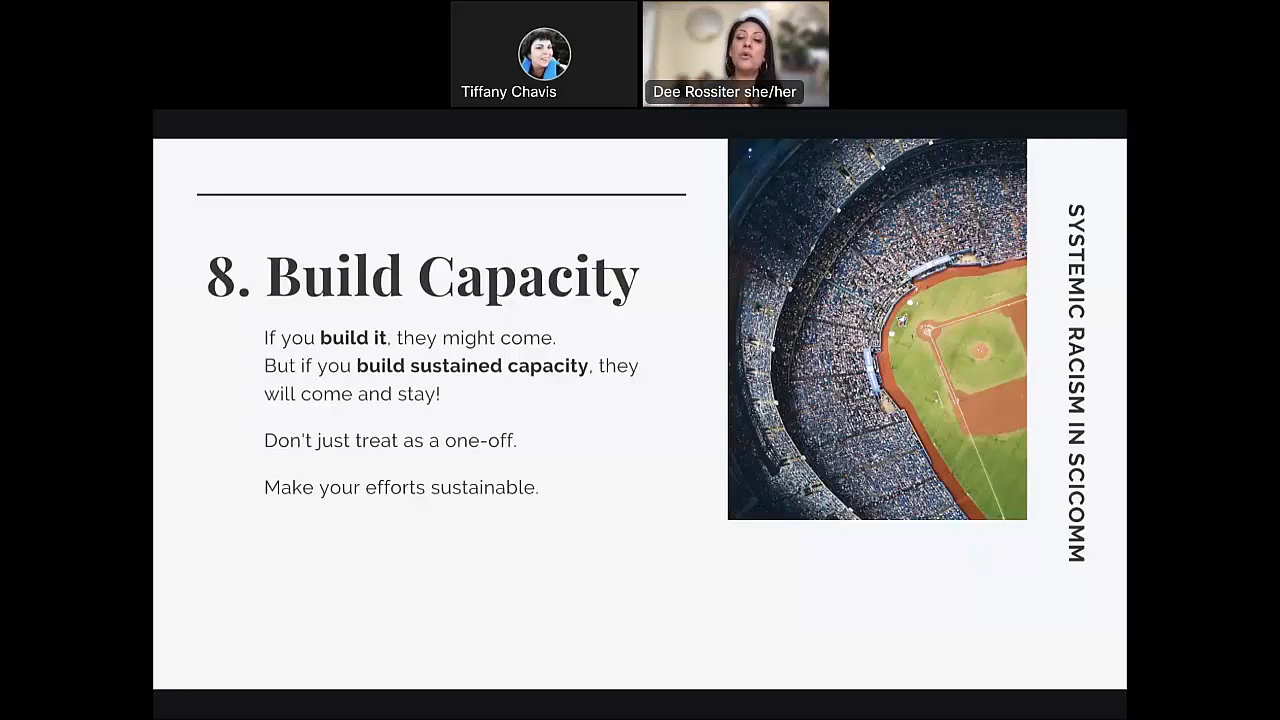 Tiffany Chavis
Dee Rossiter she/her
8. Build Capacity
If you build it, they might come.
But if you build sustained capacity, they
will come and stay!
Don't just treat as a one-off.
Make your efforts sustainable.
SYSTEMIC RACISM IN SCICOMM